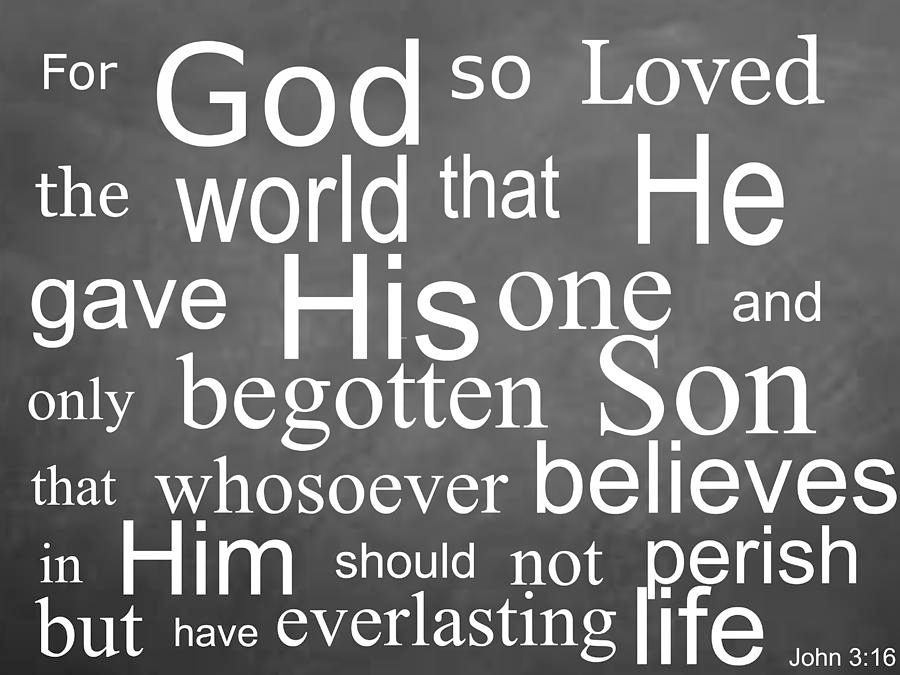 For God so Loved
the world that He
gave His one and
only begotten Son
that whosoever believes
in Him should not perish
but have everlasting life
John 3:16